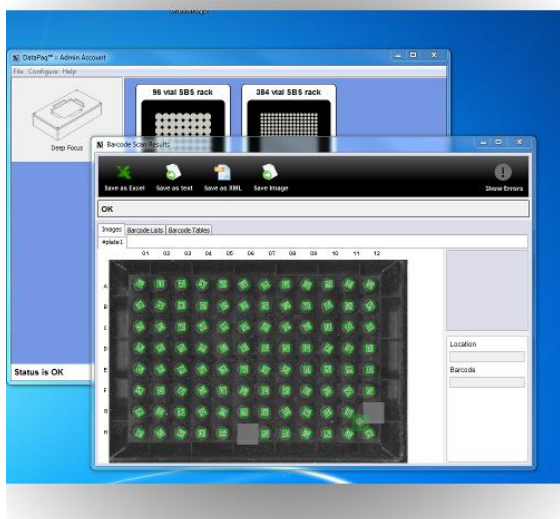 DataPaq™ :: Admin Account
File Configure Help
96 vial SBS rack
384 vial SBS rack
Deep Focus
Barcode Scan Results
Save as Excel
Save as text
Save as XML
Save Image
Show Errors
OK
Images
Barcode Lists
Barcode Tables
#plate1
01 02 03 04 05 06 07 08 09 10 11 12
A
B
C
D
E
F
G
H
Location
Barcode
Status is OK